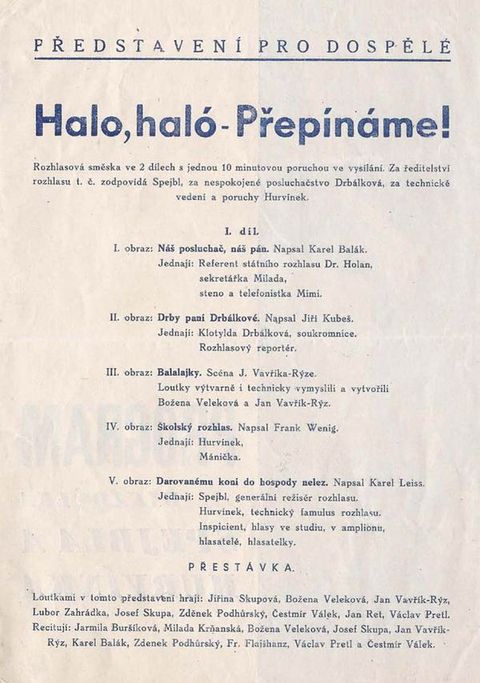 PŘEDSTAVENÍ PRO DOSPĚLÉ
Halo, haló - Přepínáme!
Rozhlasová směska ve 2 dílech s jednou 10 minutovou poruchou ve vysílání. Za ředitelství
rozhlasu t. č. zodpovídá Spejbl, za nespokojené posluchačstvo Drbálková, za technické
vedení a poruchy Hurvínek.
I. díl.
I. obraz: Náš posluchač, náš pán. Napsal Karel Balák.
Jednají: Referent státního rozhlasu Dr. Holan,
sekretářka Milada,
steno a telefonistka Mimi.
II. obraz: Drby paní Drbálkové. Napsal Jiří Kubeš.
Jednají: Klotylda Drbálková, soukromnice.
Rozhlasový reportér.
III. obraz: Balalajky. Scéna J. Vavříka-Rýze.
Loutky výtvarně i technicky vymyslili a vytvořili
Božena Veleková a Jan Vavřík-Rýz.
IV. obraz: Školský rozhlas. Napsal Frank Wenig.
Jednají: Hurvínek,
Mánička.
V. obraz: Darovanému koni do hospody nelez. Napsal Karel Leiss.
Jednají: Spejbl, generální režisér rozhlasu.
Hurvínek, technický famulus rozhlasu.
Inspicient, hlasy ve studiu, v amplionu,
hlasatelé, hlasatelky.
PŘESTÁVKA.
Loutkami v tomto představení hrají: Jiřina Skupová, Božena Veleková, Jan Vavřík-Rýz,
Lubor Zahrádka, Josef Skupa, Zdeněk Podhůrský, Čestmír Válek, Jan Ret, Václav Pretl.
Recitují: Jarmila Buršíková, Milada Krňanská, Božena Veleková, Josef Skupa, Jan Vavřík-
Rýz, Karel Balák, Zdenek Podhůrský, Fr. Flajshanz, Václav Pretl a Čestmír Válek.